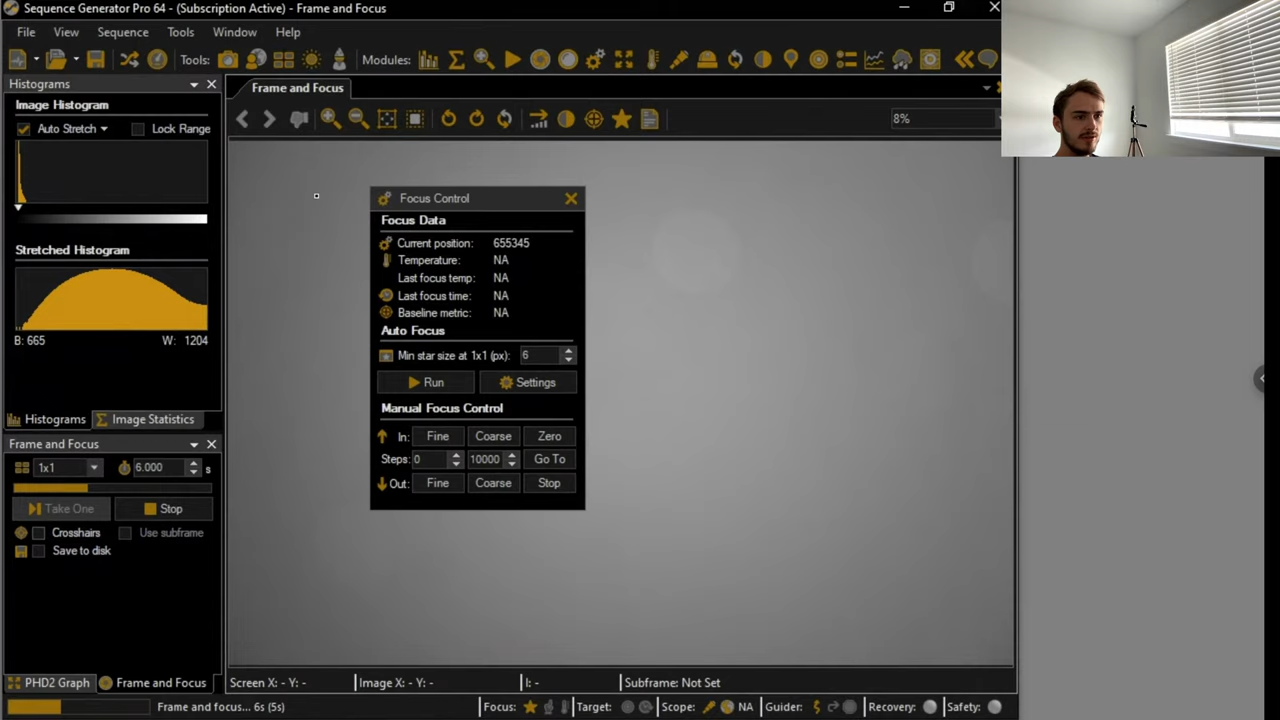 Sequence Generator Pro 64 - (Subscription Active) - Frame and Focus
File View Sequence Tools Window Help
Tools: Modules:
Histograms
Frame and Focus
Image Histogram
Auto Stretch Lock Range
8%
Stretched Histogram
B: 665 W: 1204
Histograms Image Statistics
Focus Control
Focus Data
Current position: 655345
Temperature: NA
Last focus temp: NA
Last focus time: NA
Baseline metric: NA
Auto Focus
Min star size at 1x1 (px): 6
Run Settings
Manual Focus Control
In: Fine Coarse Zero
Steps: 0 10000 Go To
Out: Fine Coarse Stop
Frame and Focus
1x1 6.000 s
Take One Stop
Crosshairs Use subframe
Save to disk
PHD2 Graph Frame and Focus
Screen X: - Y: - Image X: - Y: - I: - Subframe: Not Set
Frame and focus... 6s (5s) Focus: Target: Scope: NA Guider: Recovery: Safety: